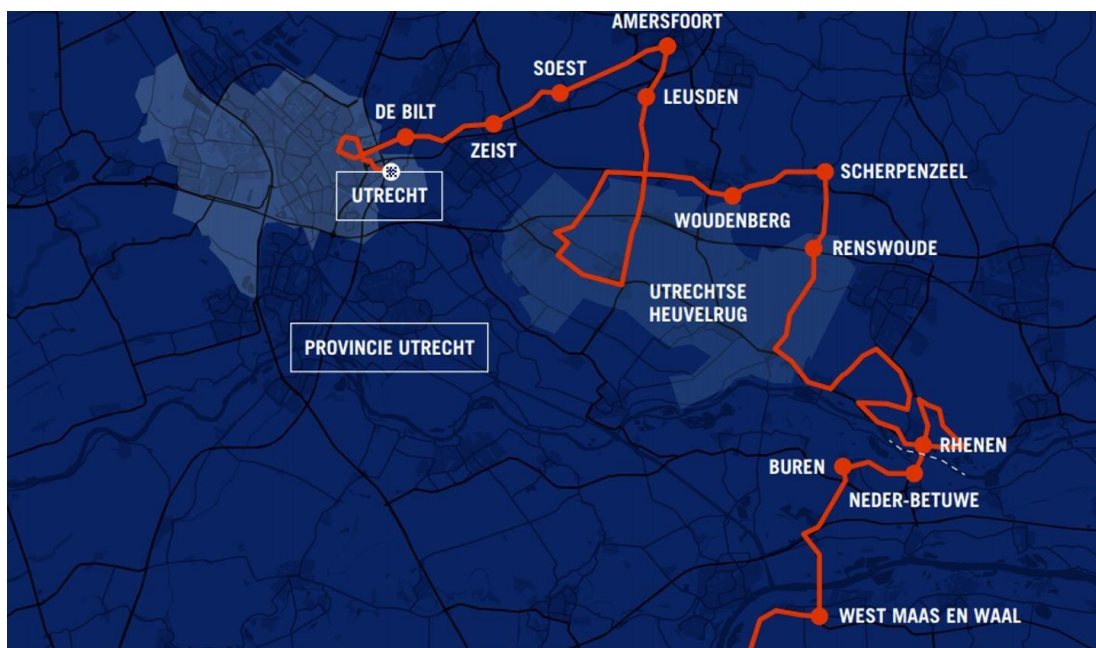 AMERSFOORT
SOEST
LEUSDEN
DE BILT
ZEIST
SCHERPENZEEL
UTRECHT
WOUDENBERG
RENSWOUDE
UTRECHTSE
HEUVELRUG
PROVINCIE UTRECHT
RHENEN
BUREN
NEDER-BETUWE
WEST MAAS EN WAAL